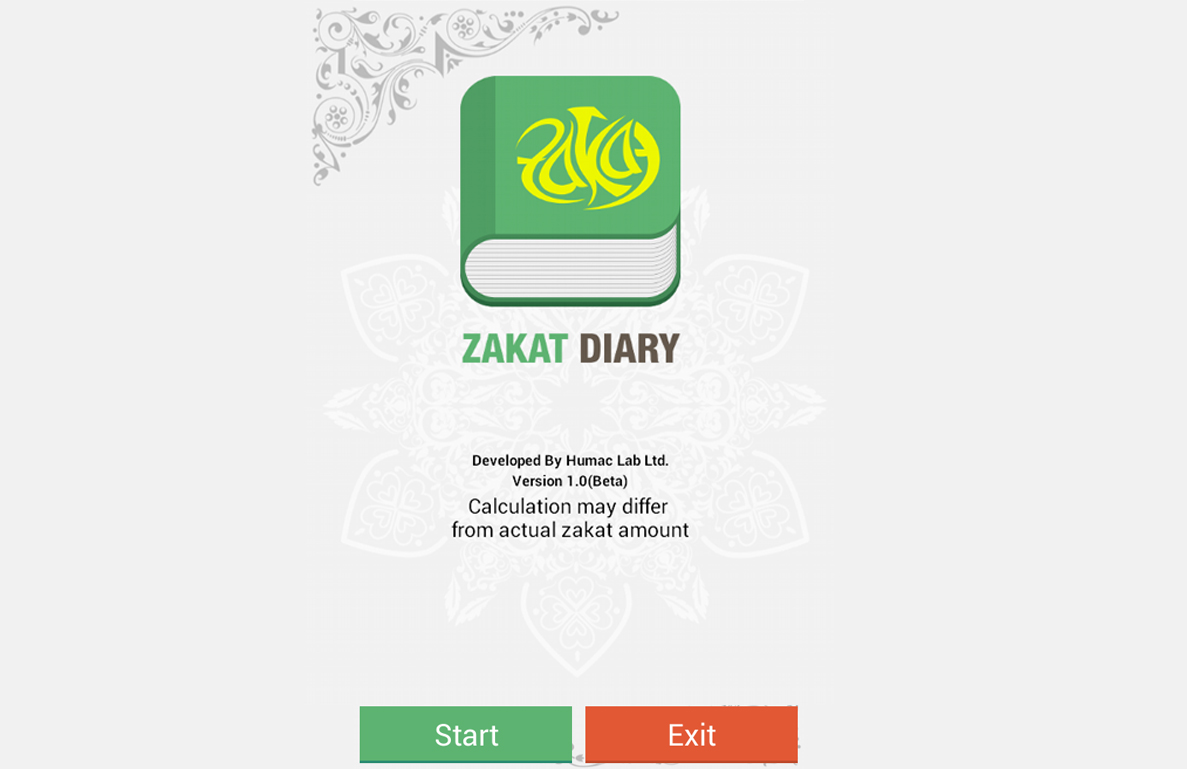 zakat
ZAKAT DIARY
Developed By Humac Lab Ltd.
Version 1.0(Beta)
Calculation may differ
from actual zakat amount
Start Exit